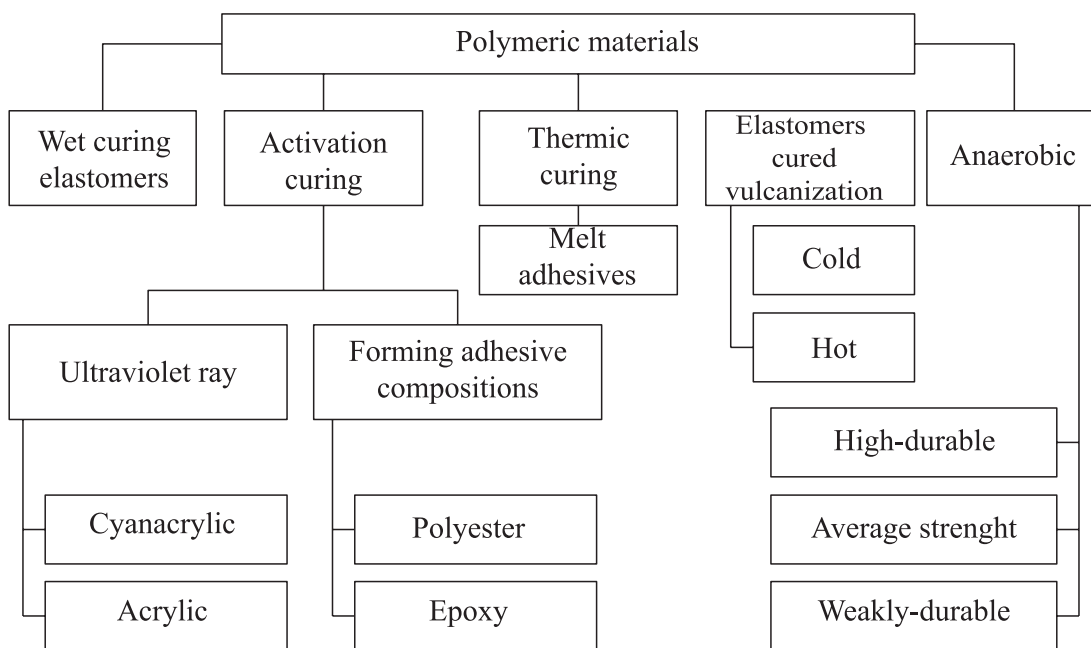 Polymeric materials
Wet curing
elastomers
Activation
curing
Thermic
curing
Elastomers
cured
vulcanization
Anaerobic
Melt
adhesives
Cold
Hot
Ultraviolet ray
Forming adhesive
compositions
High-durable
Cyanacrylic
Polyester
Average strenght
Acrylic
Epoxy
Weakly-durable